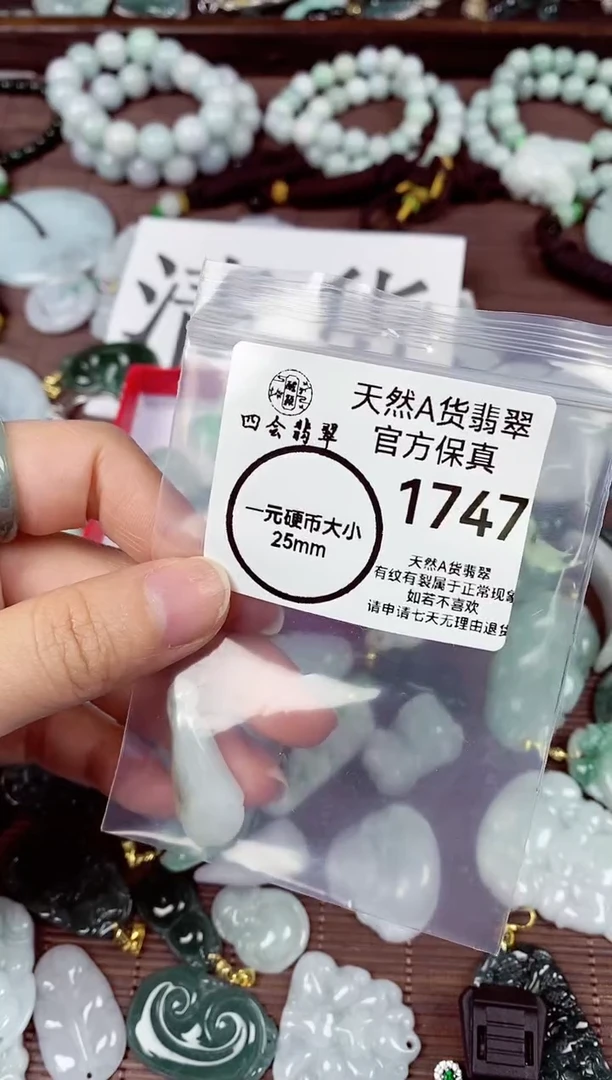 清 货
四会翡翠
天然A货翡翠
官方保真
1747
一元硬币大小
25mm
天然A货翡翠
有纹有裂属于正常现象
如若不喜欢
请申请七天无理由退货